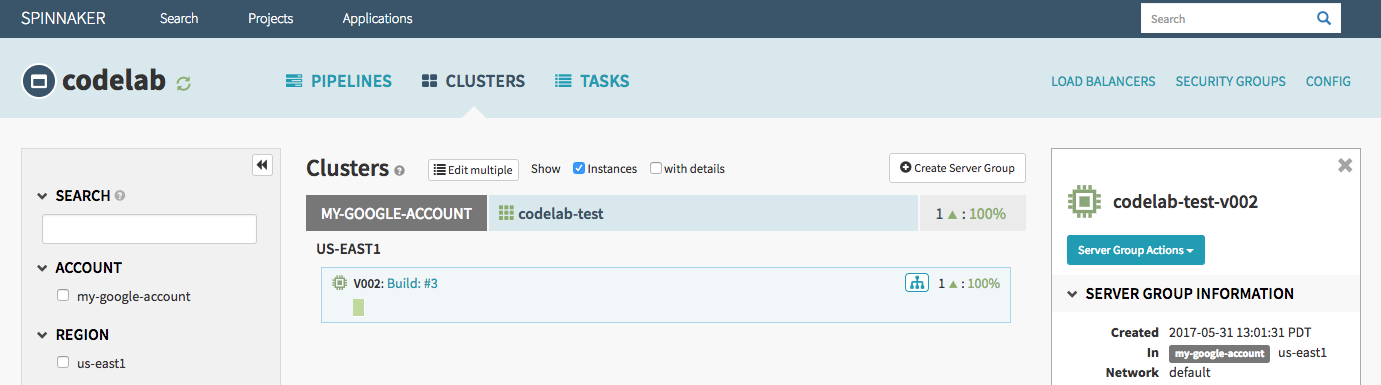 SPINNAKER Search Projects Applications Search
codelab PIPELINES CLUSTERS TASKS LOAD BALANCERS SECURITY GROUPS CONFIG
SEARCH ?
ACCOUNT
my-google-account
REGION
us-east1
Clusters ? Edit multiple Show Instances with details Create Server Group
MY-GOOGLE-ACCOUNT codelab-test 1 ▲ : 100%
US-EAST1
V002: Build: #3 1 ▲ : 100%
codelab-test-v002
Server Group Actions
SERVER GROUP INFORMATION
Created 2017-05-31 13:01:31 PDT
In my-google-account us-east1
Network default